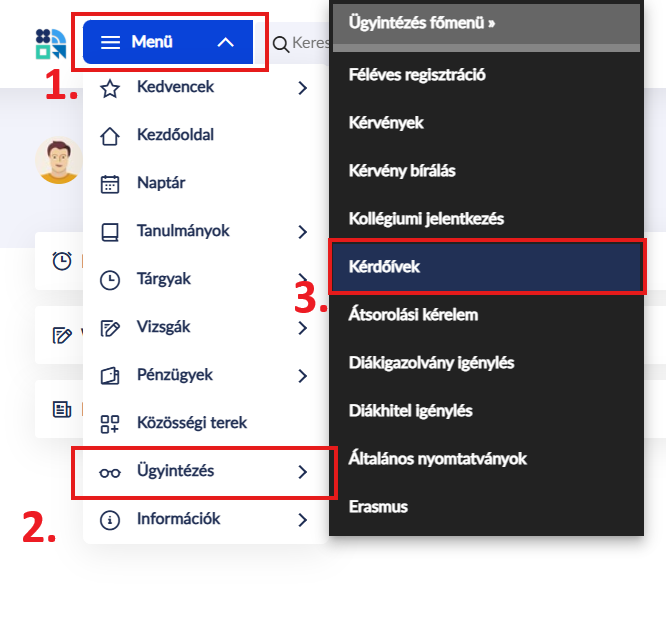 1.
Menü
Keres
Kedvencek
Kezdőoldal
Naptár
Tanulmányok
Tárgyak
Vizsgák
Pénzügyek
Közösségi terek
2.
Ügyintézés
Információk
Ügyintézés főmenü »
Féléves regisztráció
Kérvények
Kérvény bírálás
Kollégiumi jelentkezés
3.
Kérdőívek
Átsorolási kérelem
Diákigazolvány igénylés
Diákhitel igénylés
Általános nyomtatványok
Erasmus